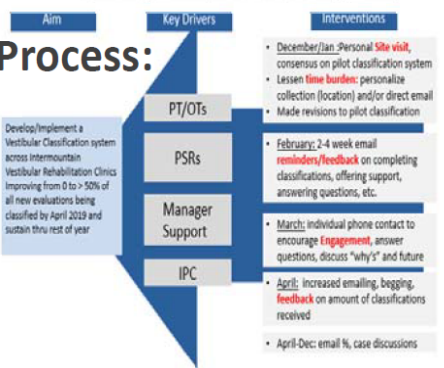 Aim
Key Drivers
Interventions
Process:
Develop/Implement a
Vestibular Classification system
across Intermountain
Vestibular Rehabilitation Clinics
Improving from 0 to > 50% of
all new evaluations being
classified by April 2019 and
sustain thru rest of year
PT/OTs
PSRs
Manager
Support
IPC
• December/Jan :Personal Site visit,
consensus on pilot classification system
• Lessen time burden: personalize
collection (location) and/or direct email
• Made revisions to pilot classification
• February: 2-4 week email
reminders/feedback on completing
classifications, offering support,
answering questions, etc.
• March: individual phone contact to
encourage Engagement, answer
questions, discuss "why's" and future
• April: increased emailing, begging,
feedback on amount of classifications
received
• April-Dec: email %, case discussions